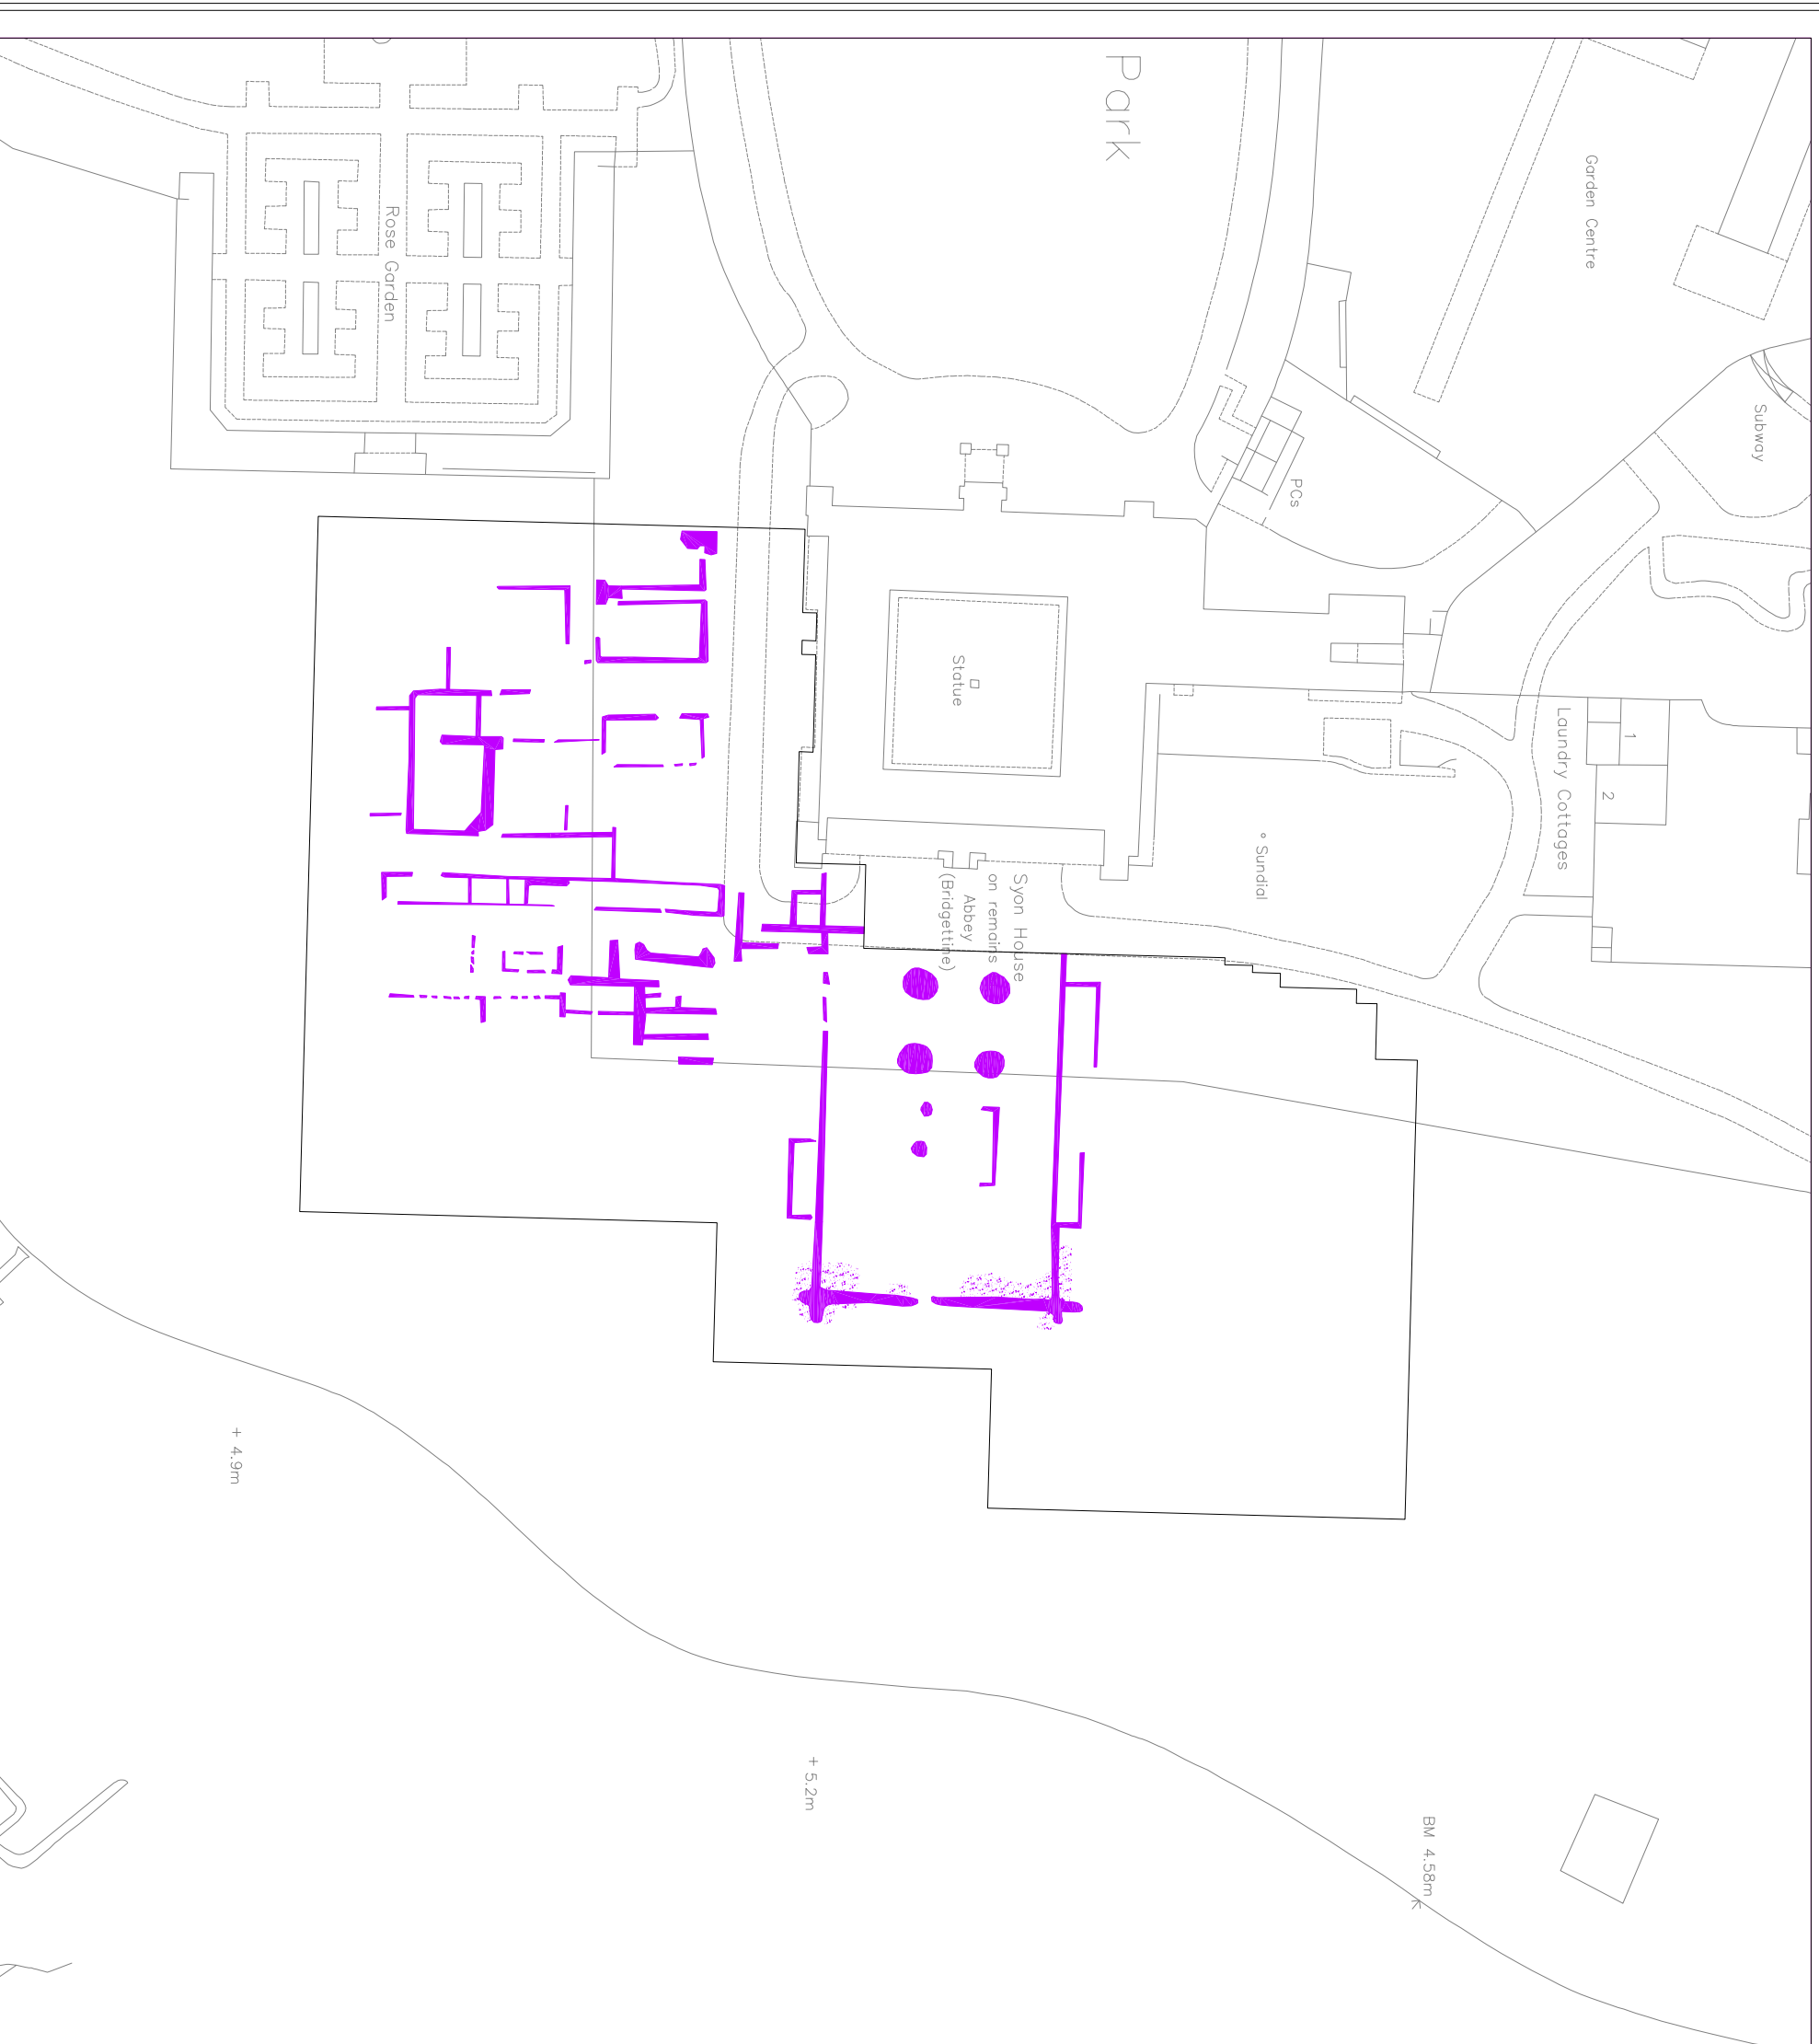 Park
Garden Centre
Rose Garden
Subway
PCs
Statue
Laundry Cottages
1
2
Sundial
Syon House
on remains
Abbey
(Bridgettine)
+ 4.9m
+ 5.2m
BM 4.58m